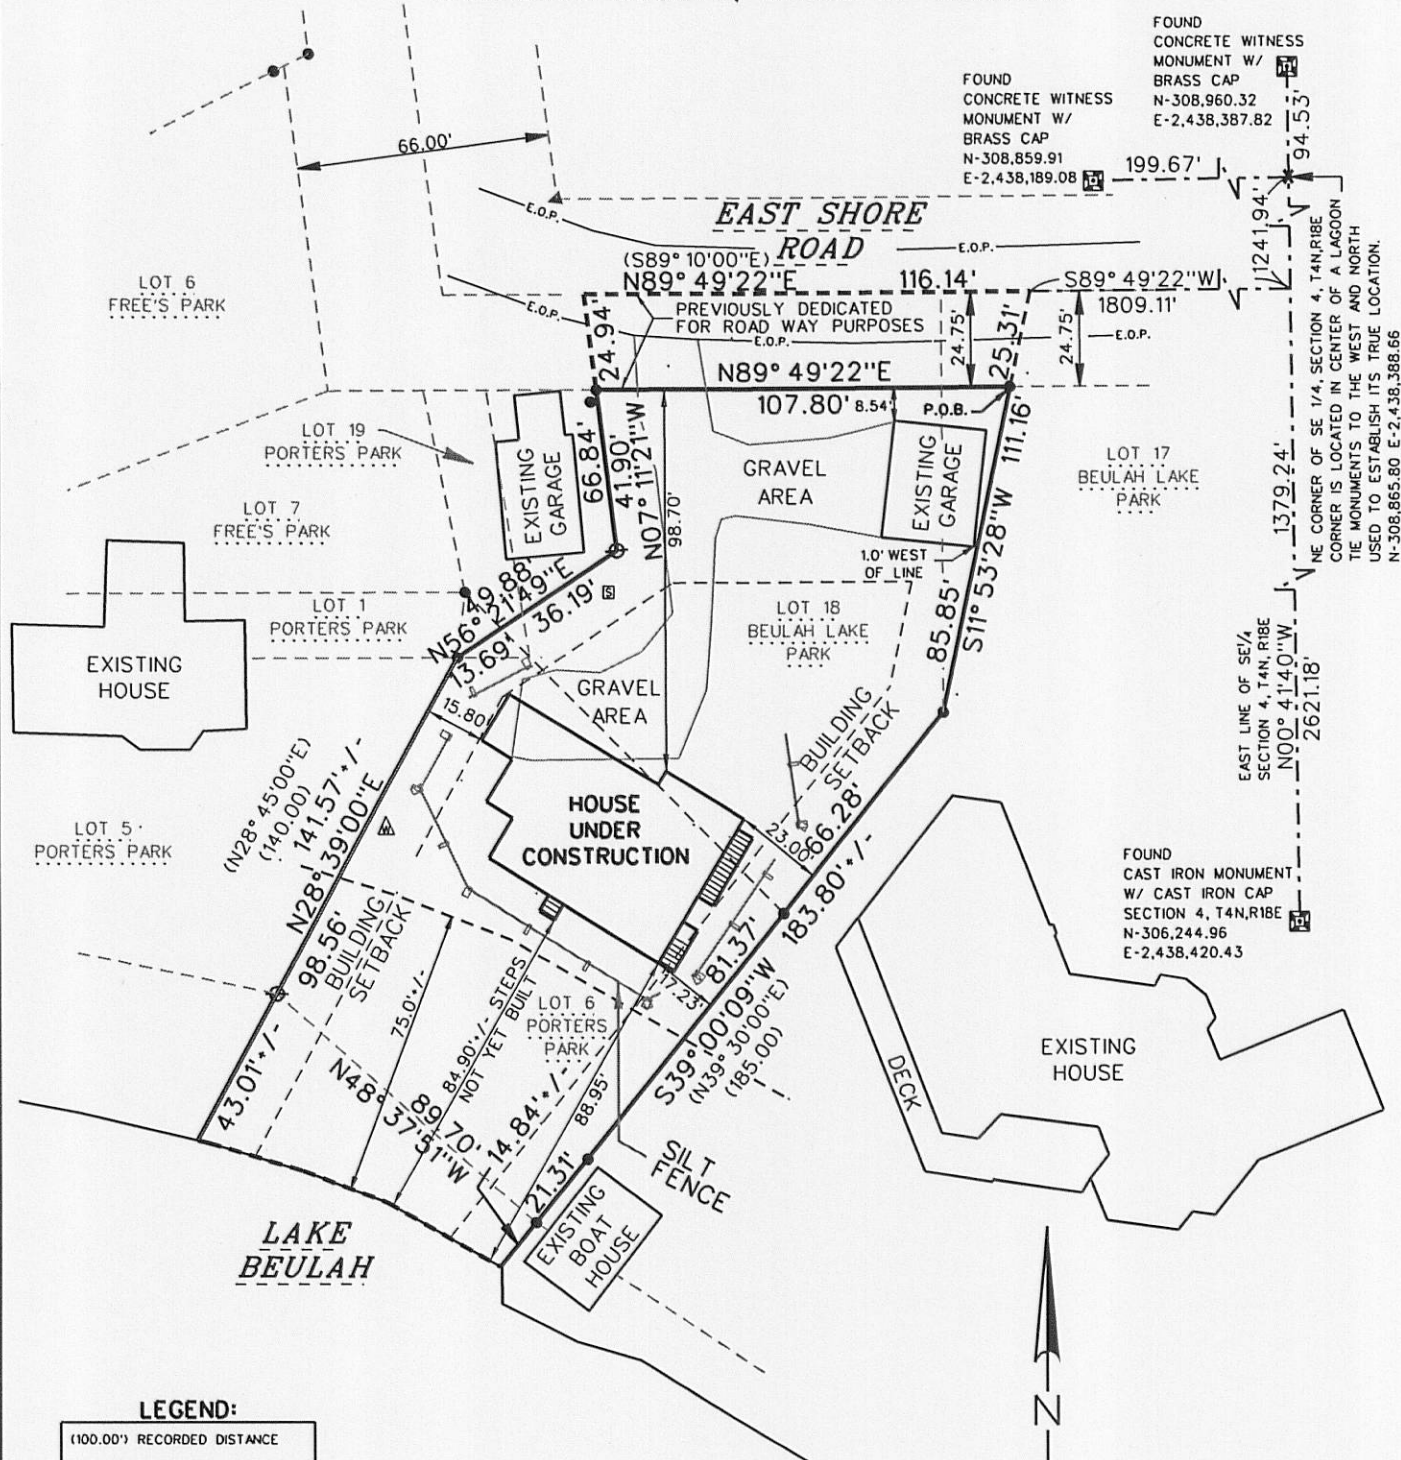 FOUND
CONCRETE WITNESS
MONUMENT W/
BRASS CAP
N-308,960.32
E-2,438,387.82
94.53'
FOUND
CONCRETE WITNESS
MONUMENT W/
BRASS CAP
N-308,859.91
E-2,438,189.08
199.67'
66.00'
E.O.P.
EAST SHORE
ROAD
E.O.P.
1241.94'
(S89° 10'00"E)
N89° 49'22"E
116.14'
S89° 49'22"W
1809.11'
LOT 6
FREE'S PARK
E.O.P.
24.94'
PREVIOUSLY DEDICATED
FOR ROAD WAY PURPOSES
E.O.P.
24.75'
25.31'
24.75'
E.O.P.
NE CORNER OF SE 1/4, SECTION 4, T4N,R18E
CORNER IS LOCATED IN CENTER OF A LAGOON
TIE MONUMENTS TO THE WEST AND NORTH
USED TO ESTABLISH ITS TRUE LOCATION.
N-308,865.80 E-2,438,388.66
N89° 49'22"E
107.80'
8.54'
P.O.B.
111.16'
LOT 19
PORTERS PARK
EXISTING
GARAGE
66.84'
41.90'
N07° 11'21"W
98.70'
GRAVEL
AREA
EXISTING
GARAGE
LOT 17
BEULAH LAKE
PARK
1379.24'
LOT 7
FREE'S PARK
1.0' WEST
OF LINE
S11° 53'28"W
85.85'
49.88'
N56° 21'49"E
36.19'
13.69'
S
LOT 1
PORTERS PARK
LOT 18
BEULAH LAKE
PARK
EXISTING
HOUSE
EAST LINE OF SE1/4
SECTION 4, T4N, R18E
N00° 41'40"W
2621.18'
GRAVEL
AREA
15.80'
BUILDING
SETBACK
66.28'
(N28° 45'00"E)
(140.00)
141.57'+/-
N28° 39'00"E
98.56'
W
HOUSE
UNDER
CONSTRUCTION
23.00'
183.80'+/-
LOT 5
PORTERS PARK
FOUND
CAST IRON MONUMENT
W/ CAST IRON CAP
SECTION 4, T4N,R18E
N-306,244.96
E-2,438,420.43
BUILDING
SETBACK
81.37'
17.23'
S39° 00'09"W
(N39° 30'00"E)
(185.00)
75.0'+/-
84.90'+/- STEPS
NOT YET BUILT
LOT 6
PORTERS
PARK
43.01'+/-
N48° 37'51"W
89.70'
14.84'+/-
88.95'
EXISTING
HOUSE
DECK
SILT
FENCE
21.31'
EXISTING
BOAT
HOUSE
LAKE
BEULAH
N
LEGEND:
(100.00') RECORDED DISTANCE